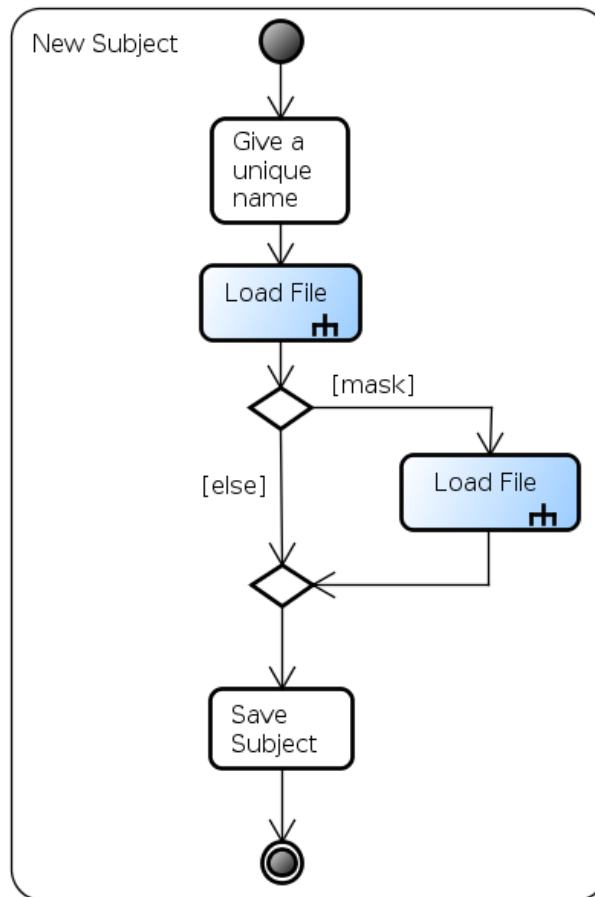 New Subject
Give a
unique
name
Load File
[mask]
Load File
[else]
Save
Subject